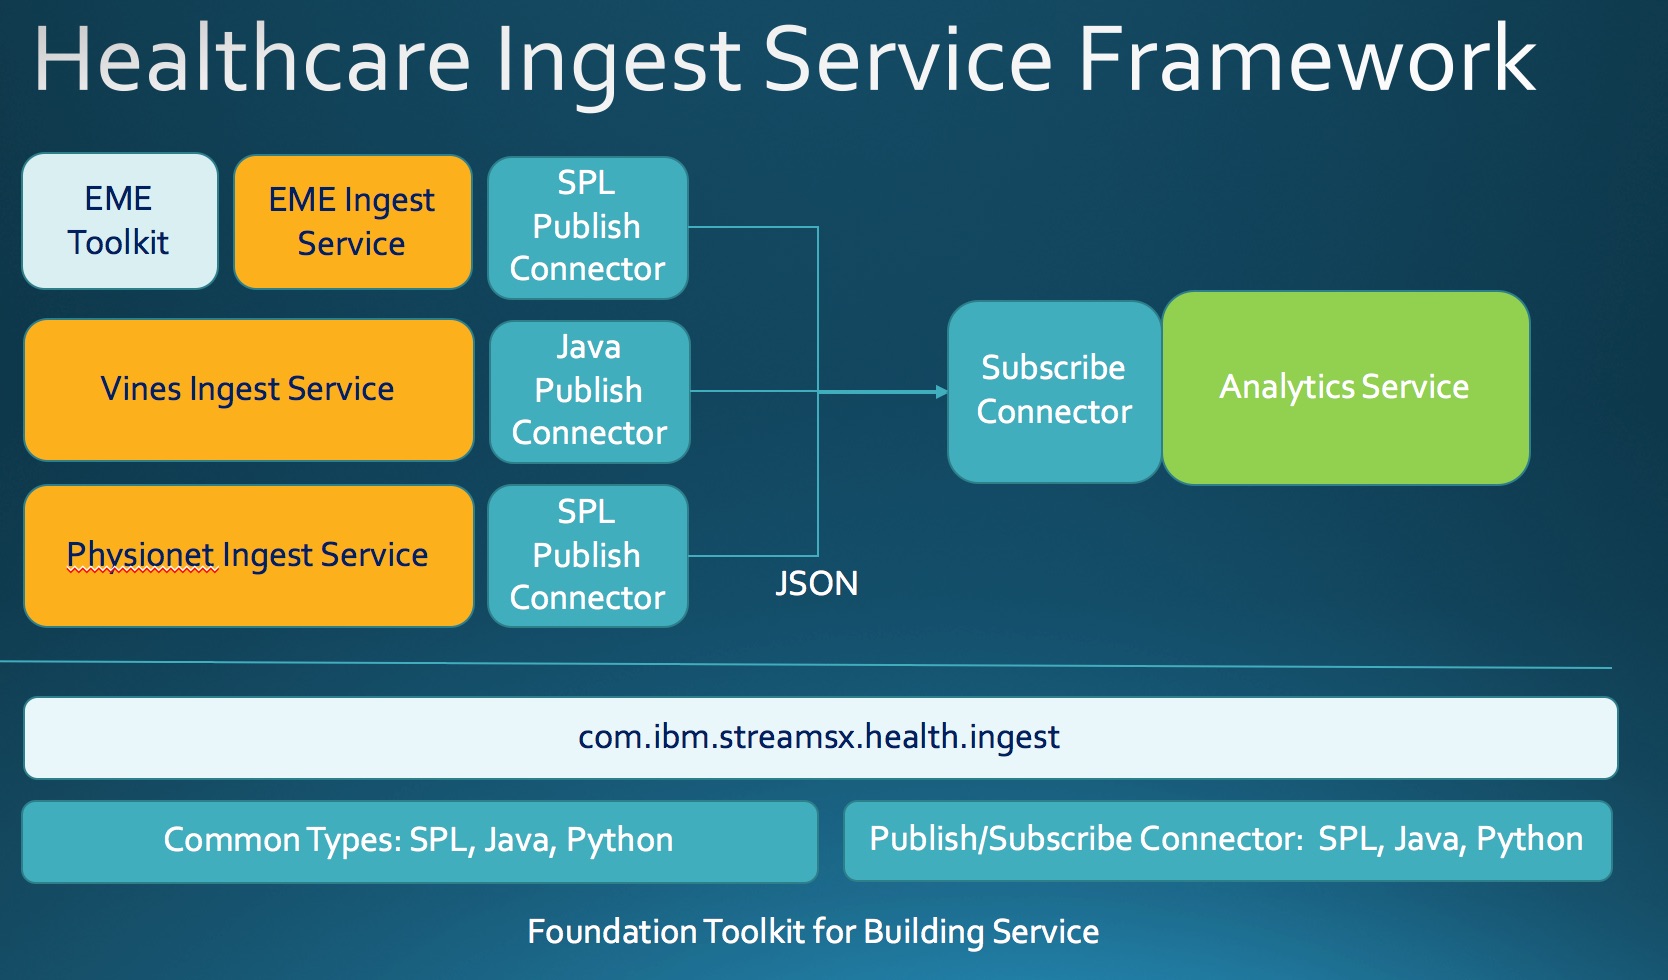 Healthcare Ingest Service Framework
EME
Toolkit
EME Ingest
Service
SPL
Publish
Connector
Vines Ingest Service
Java
Publish
Connector
Subscribe
Connector
Analytics Service
Physionet Ingest Service
SPL
Publish
Connector
JSON
com.ibm.streamsx.health.ingest
Common Types: SPL, Java, Python
Publish/Subscribe Connector:  SPL, Java, Python
Foundation Toolkit for Building Service